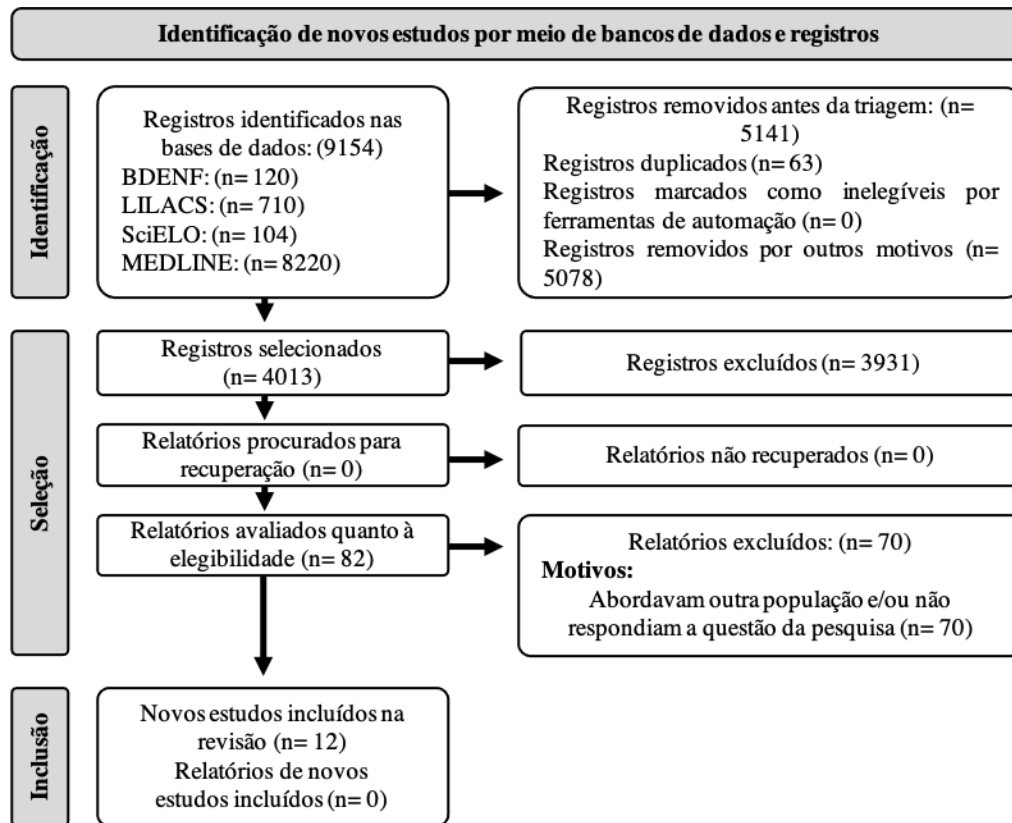 Identificação de novos estudos por meio de bancos de dados e registros
Identificação
Registros identificados nas
bases de dados: (9154)
BDENF: (n= 120)
LILACS: (n= 710)
SciELO: (n= 104)
MEDLINE: (n= 8220)
Registros removidos antes da triagem: (n=
5141)
Registros duplicados (n= 63)
Registros marcados como inelegíveis por
ferramentas de automação (n= 0)
Registros removidos por outros motivos (n=
5078)
Seleção
Registros selecionados
(n= 4013)
Registros excluídos (n= 3931)
Relatórios procurados para
recuperação (n= 0)
Relatórios não recuperados (n= 0)
Relatórios avaliados quanto à
elegibilidade (n= 82)
Relatórios excluídos: (n= 70)
Motivos:
Abordavam outra população e/ou não
respondiam a questão da pesquisa (n= 70)
Inclusão
Novos estudos incluídos na
revisão (n= 12)
Relatórios de novos
estudos incluídos (n= 0)